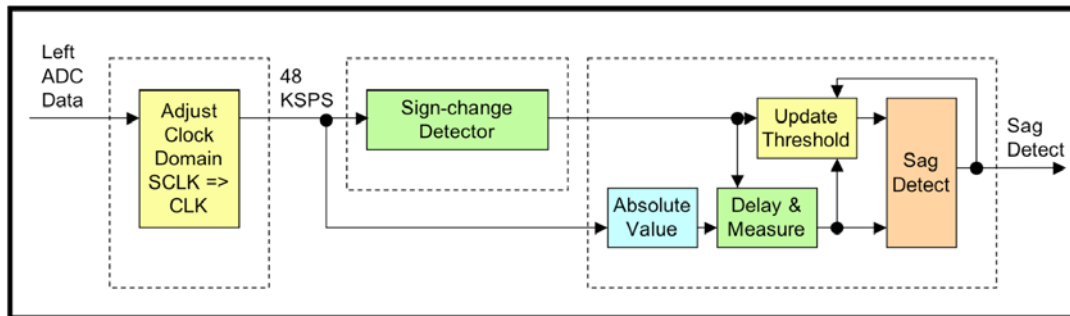 Left
ADC
Data
Adjust
Clock
Domain
SCLK =>
CLK
48
KSPS
Sign-change
Detector
Absolute
Value
Delay &
Measure
Update
Threshold
Sag
Detect
Sag
Detect